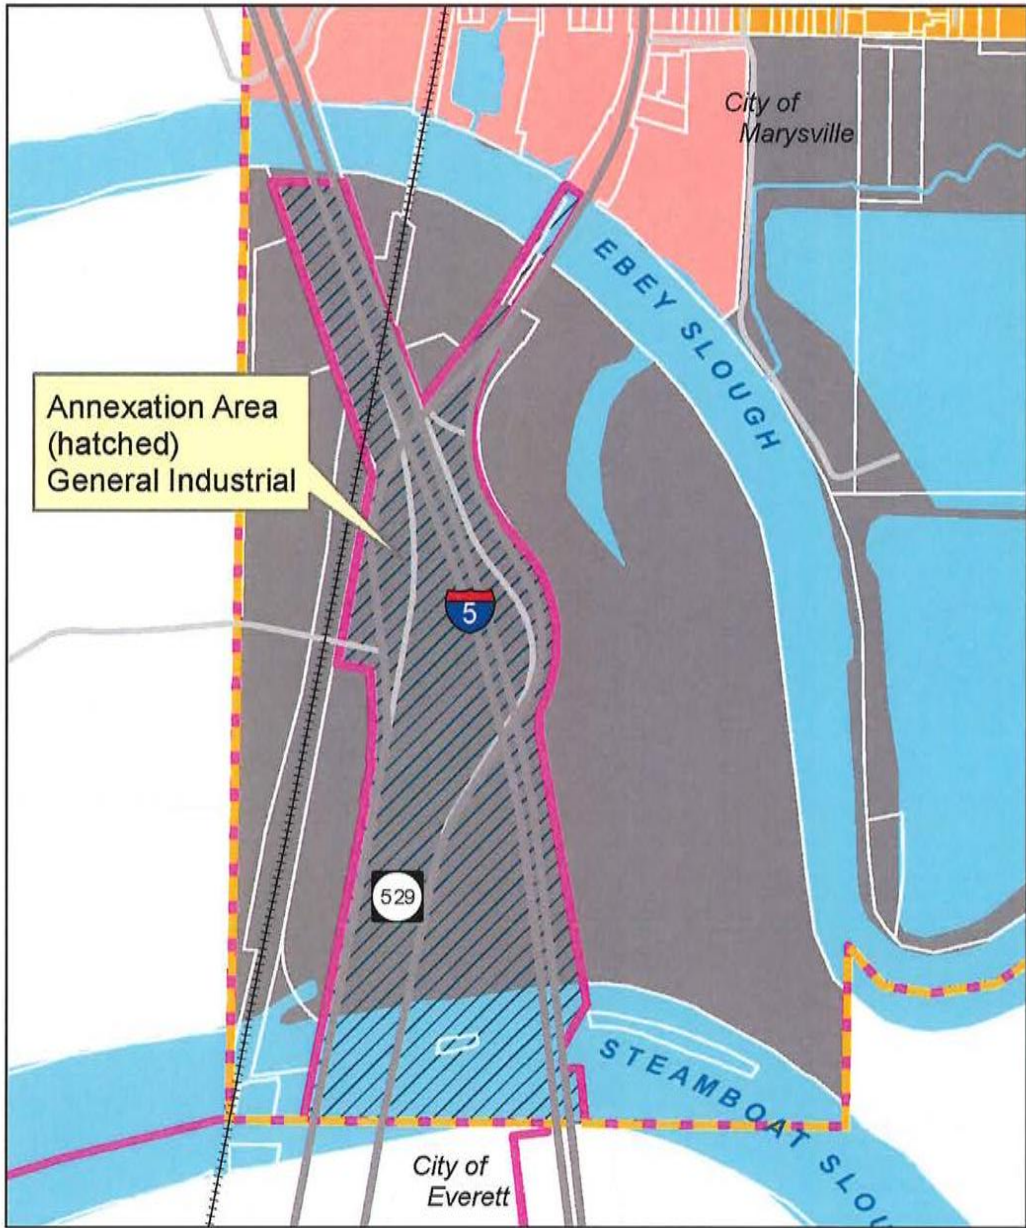 City of
Marysville
EBEY SLOUGH
Annexation Area
(hatched)
General Industrial
5
529
STEAMBOAT SLOU
City of
Everett